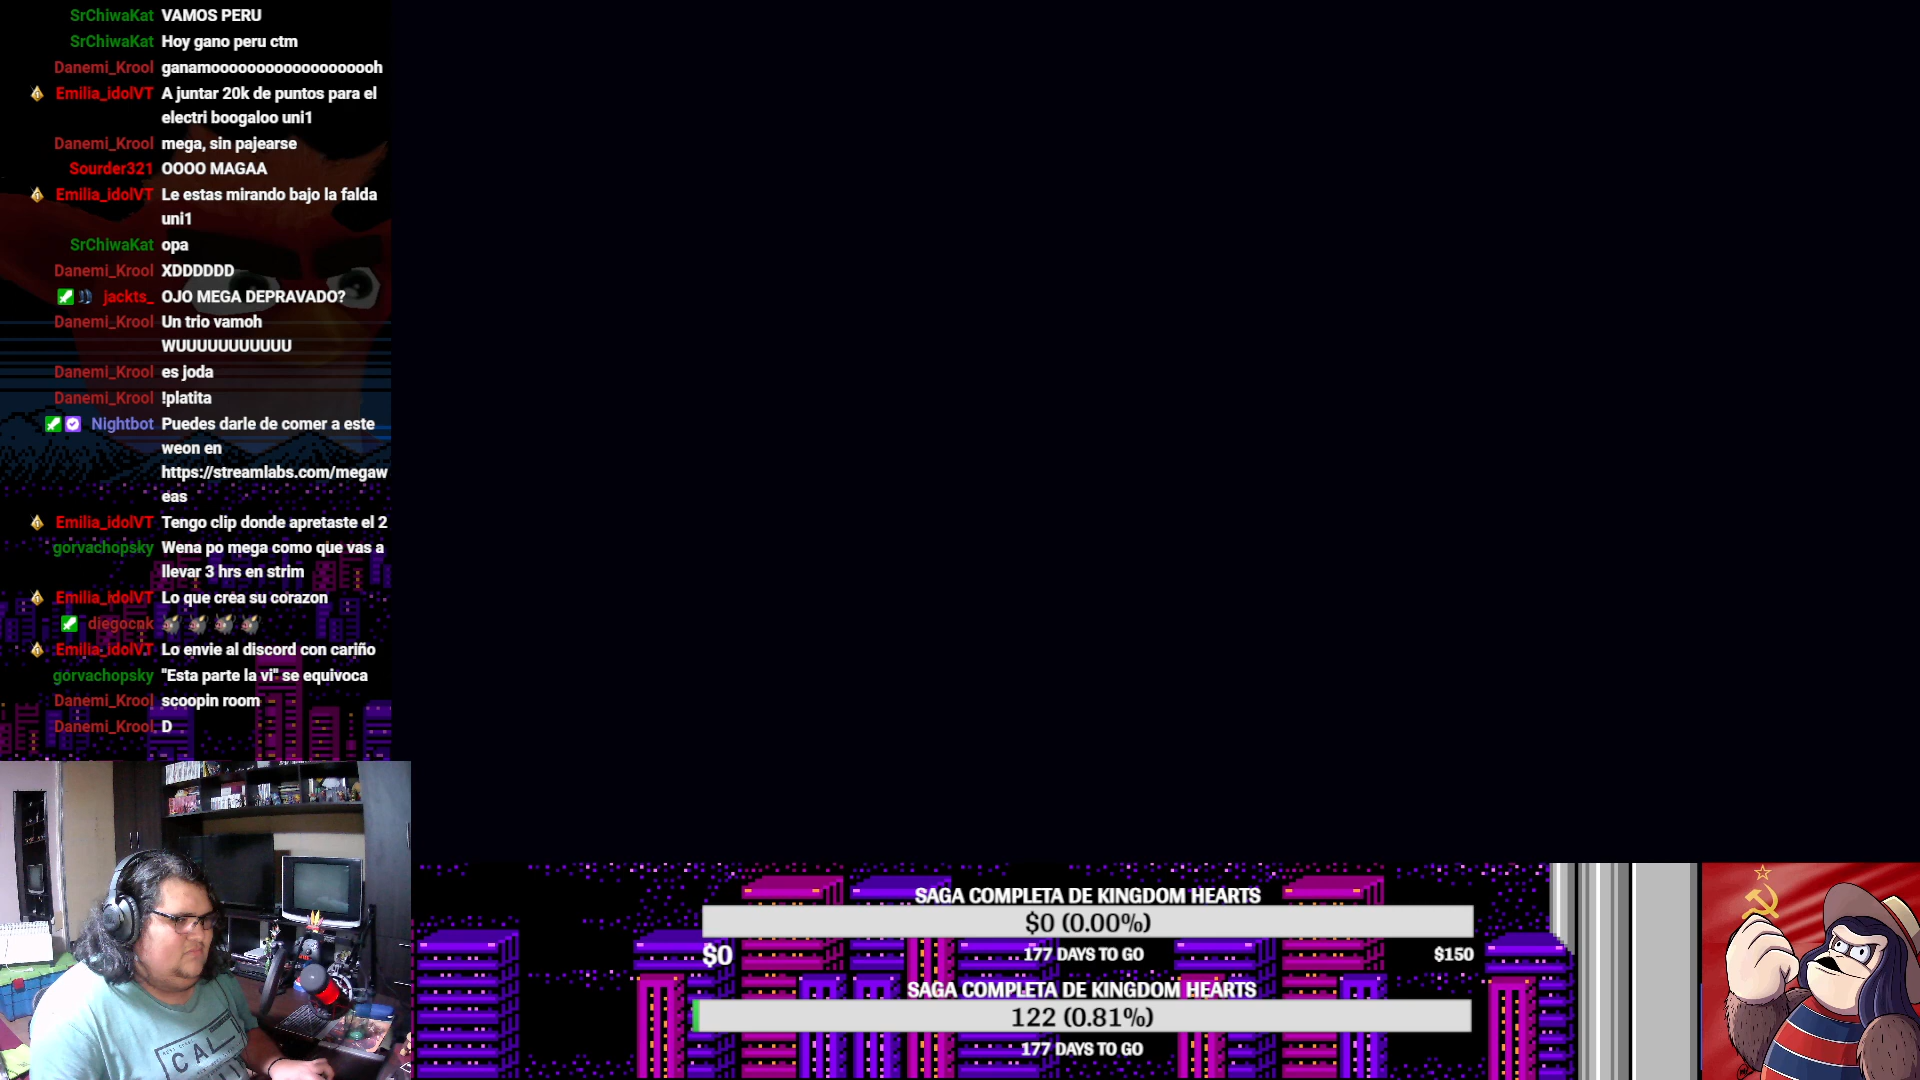 SrChiwaKat VAMOS PERU
SrChiwaKat Hoy gano peru ctm
Danemi_Krool ganamoooooooooooooooooh
Emilia_idolVT A juntar 20k de puntos para el
electri boogaloo uni1
Danemi_Krool mega, sin pajearse
Sourder321 OOOO MAGAA
Emilia_idolVT Le estas mirando bajo la falda
uni1
SrChiwaKat opa
Danemi_Krool XDDDDDD
jackts_ OJO MEGA DEPRAVADO?
Danemi_Krool Un trio vamoh
WUUUUUUUUUUU
Danemi_Krool es joda
Danemi_Krool !platita
Nightbot Puedes darle de comer a este
weon en
https://streamlabs.com/megaw
eas
Emilia_idolVT Tengo clip donde apretaste el 2
gorvachopsky Wena po mega como que vas a
llevar 3 hrs en strim
Emilia_idolVT Lo que crea su corazon
diegocnk
Emilia_idolVT Lo envie al discord con cariño
gorvachopsky "Esta parte la vi" se equivoca
Danemi_Krool scoopin room
Danemi_Krool D
SAGA COMPLETA DE KINGDOM HEARTS
$0 (0.00%)
$0 177 DAYS TO GO $150
SAGA COMPLETA DE KINGDOM HEARTS
122 (0.81%)
177 DAYS TO GO
CAL